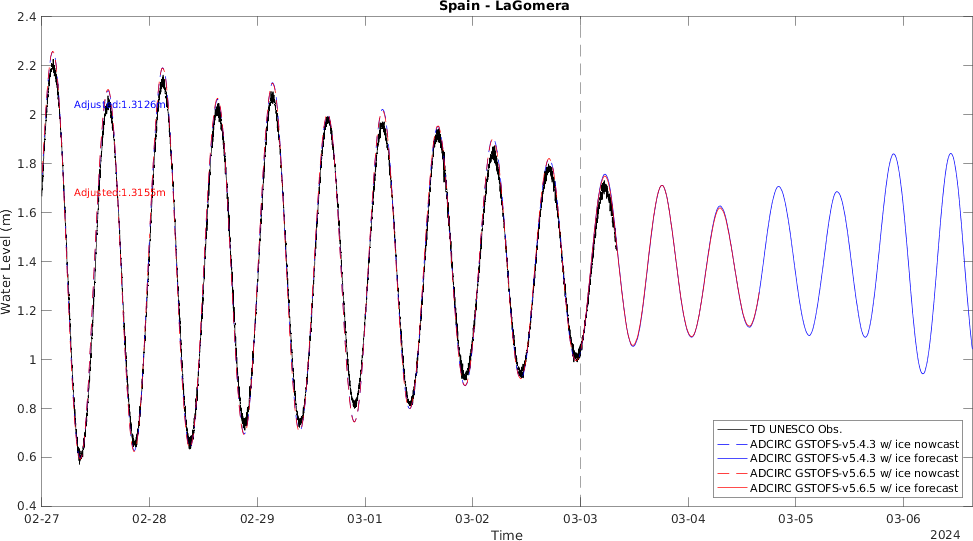 Spain - LaGomera
2.4
2.2
2
1.8
1.6
1.4
1.2
1
0.8
0.6
0.4
Water Level (m)
Adjusted:1.3126m
Adjusted:1.3155m
TD UNESCO Obs.
ADCIRC GSTOFS-v5.4.3 w/ ice nowcast
ADCIRC GSTOFS-v5.4.3 w/ ice forecast
ADCIRC GSTOFS-v5.6.5 w/ ice nowcast
ADCIRC GSTOFS-v5.6.5 w/ ice forecast
02-27 02-28 02-29 03-01 03-02 03-03 03-04 03-05 03-06
Time
2024